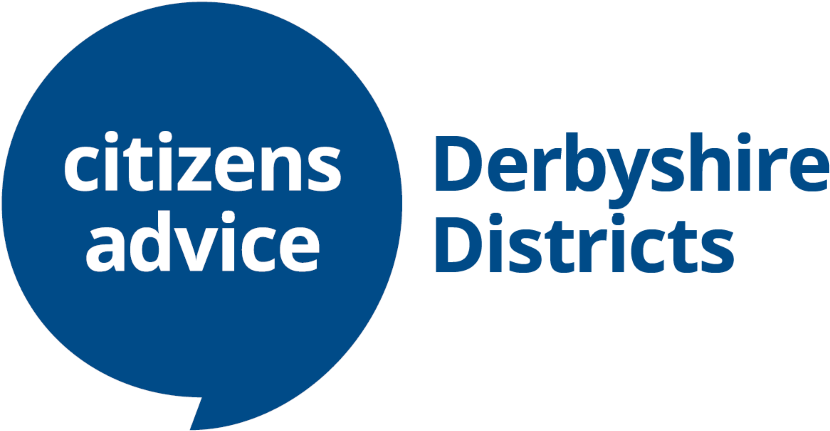 citizens
advice
Derbyshire
Districts